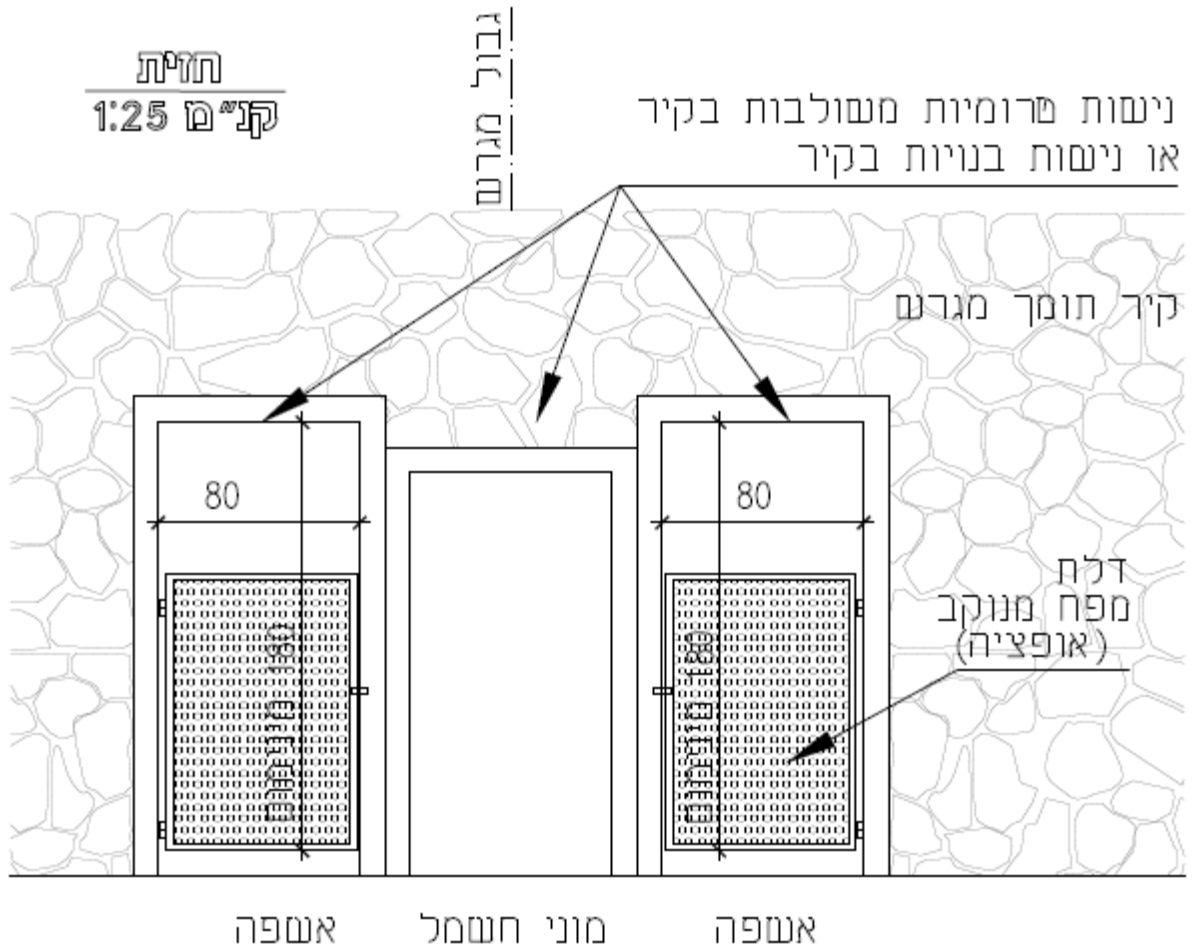 חזית
קנ"מ 1:25
גבול מגרש
נישות טרומיות משולבות בקיר
או נישות בנויות בקיר
קיר תומך מגרש
80
80
180 מינימום
180 מינימום
דלת
מפח מנוקב
(אופציה)
אשפה
מוני חשמל
אשפה